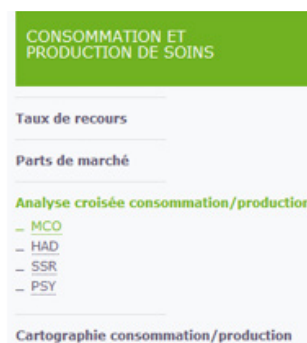 CONSOMMATION ET
PRODUCTION DE SOINS
Taux de recours
Parts de marché
Analyse croisée consommation/production
_ MCO
_ HAD
_ SSR
_ PSY
Cartographie consommation/production